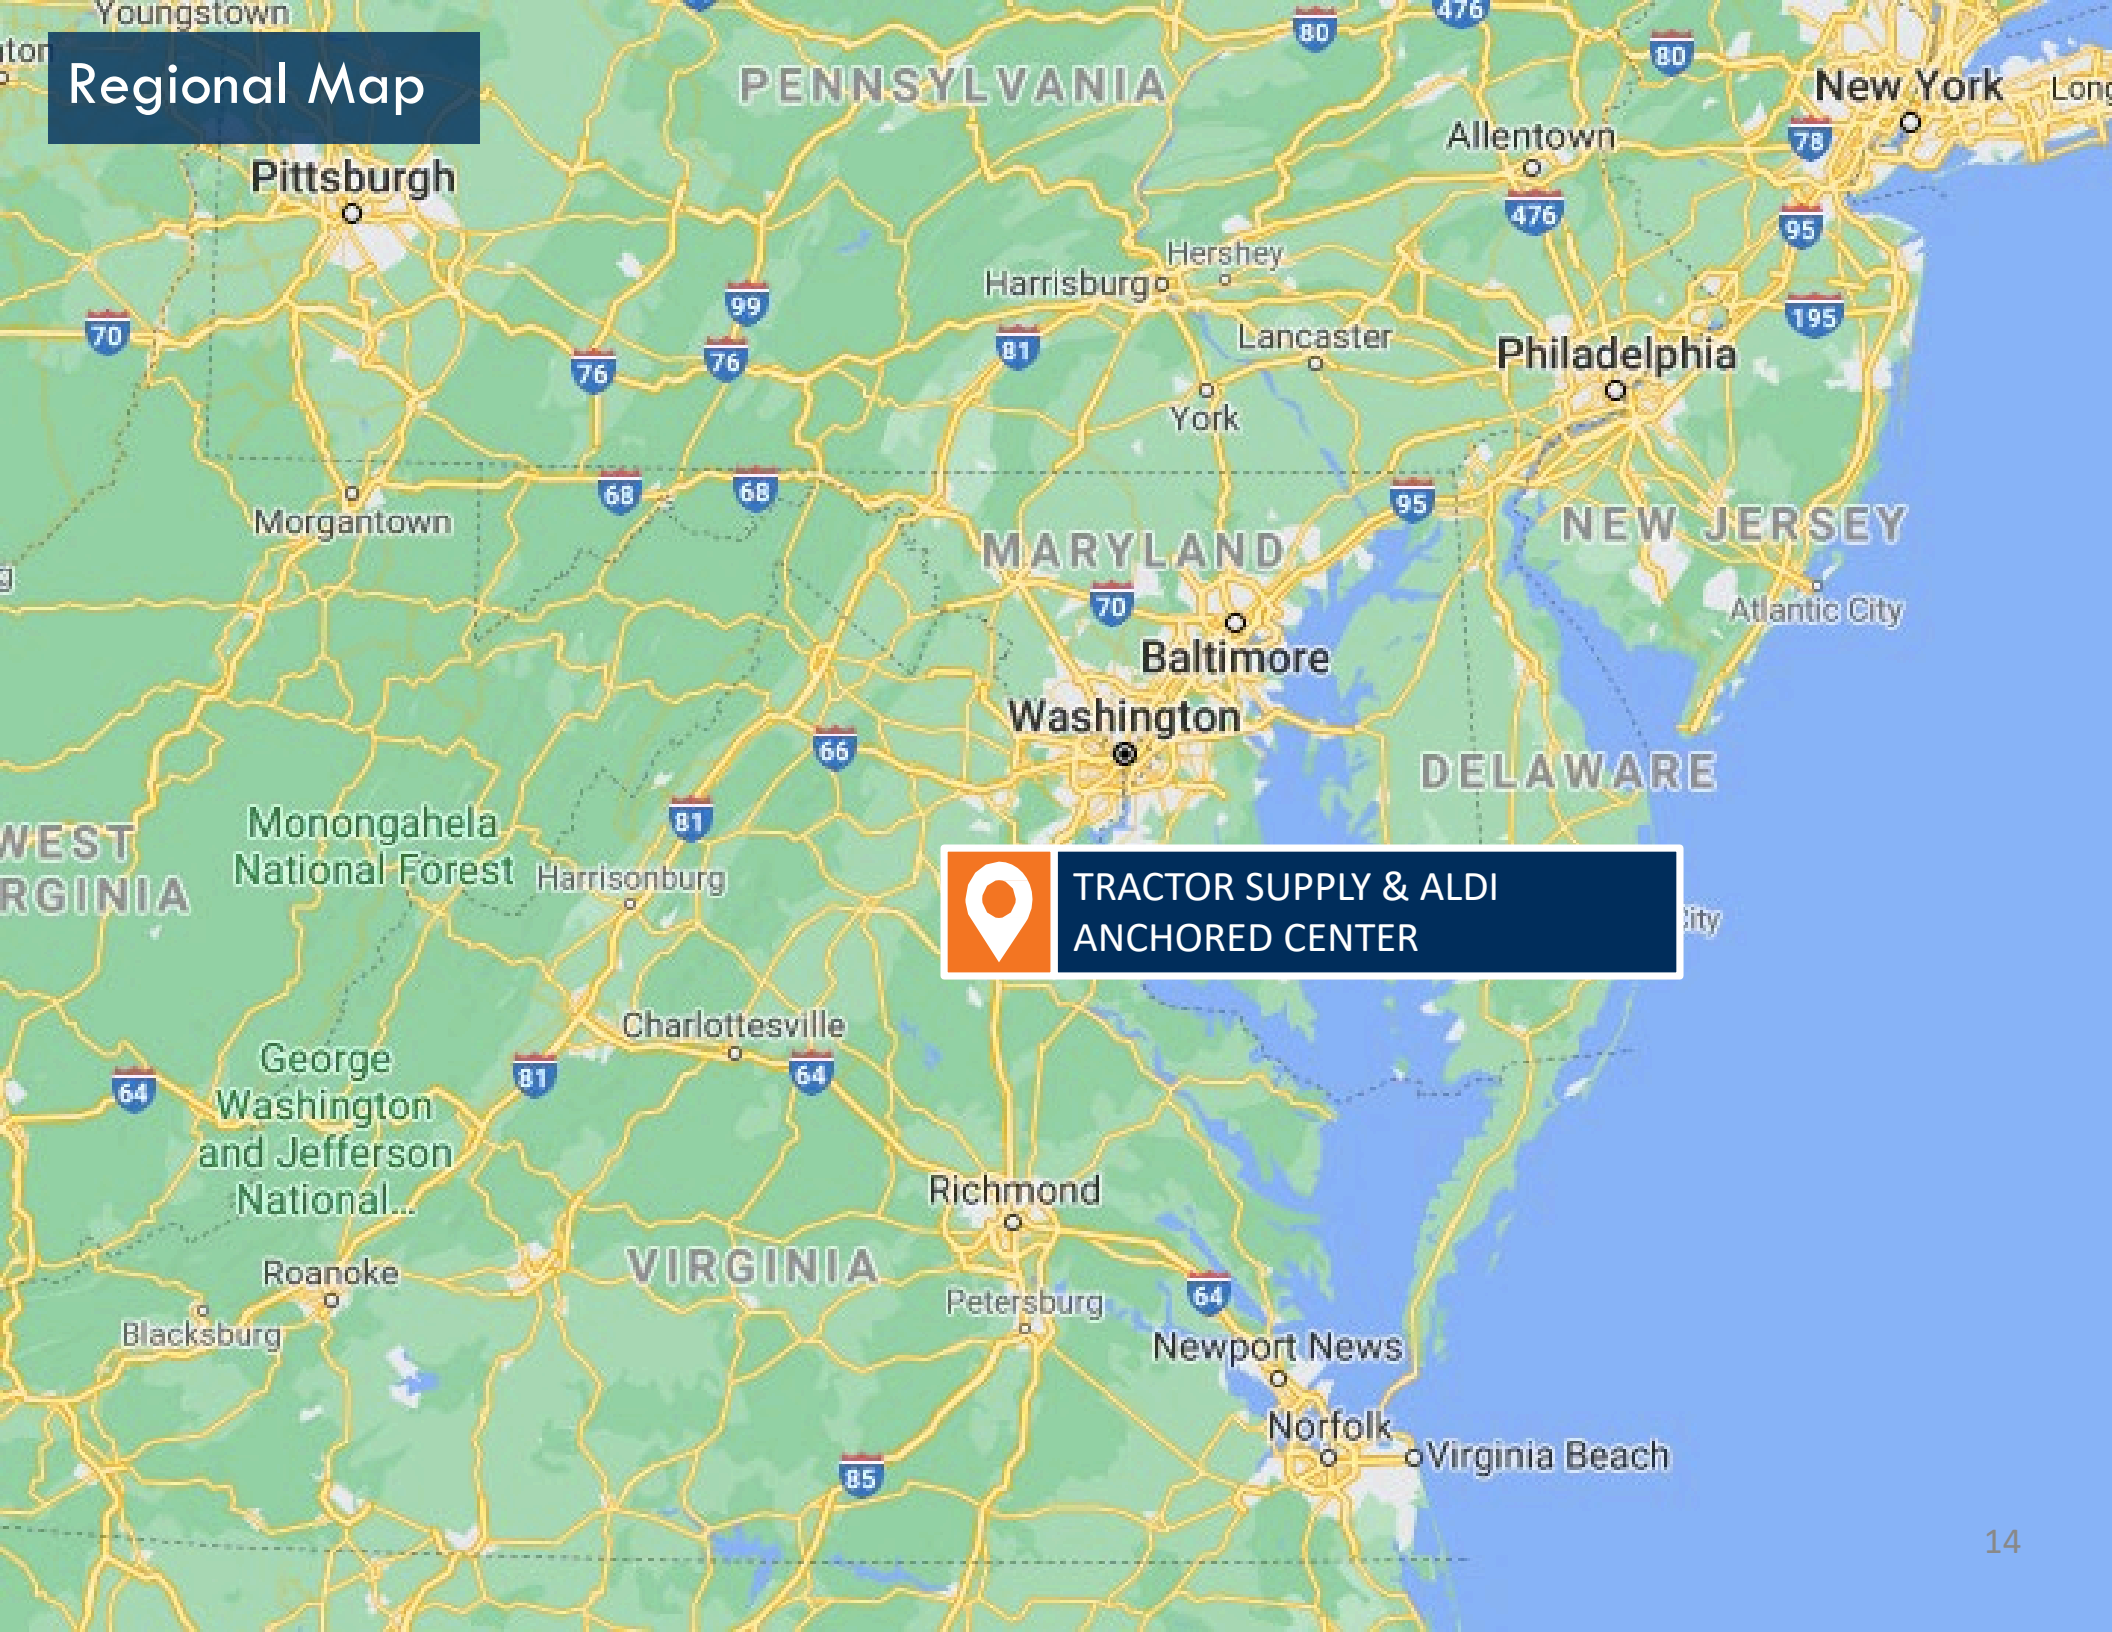 Youngstown
Regional Map
PENNSYLVANIA
80
476
80
New York
Long
Allentown
78
Pittsburgh
476
95
Hershey
Harrisburg
99
70
195
81
Lancaster
76
76
Philadelphia
York
68
68
95
Morgantown
NEW JERSEY
MARYLAND
70
Atlantic City
Baltimore
Washington
66
DELAWARE
81
Monongahela
National Forest
WEST
RGINIA
Harrisonburg
TRACTOR SUPPLY & ALDI
ANCHORED CENTER
City
Charlottesville
George
Washington
and Jefferson
National...
64
81
64
Richmond
VIRGINIA
Roanoke
Petersburg
64
Blacksburg
Newport News
Norfolk
Virginia Beach
85
14